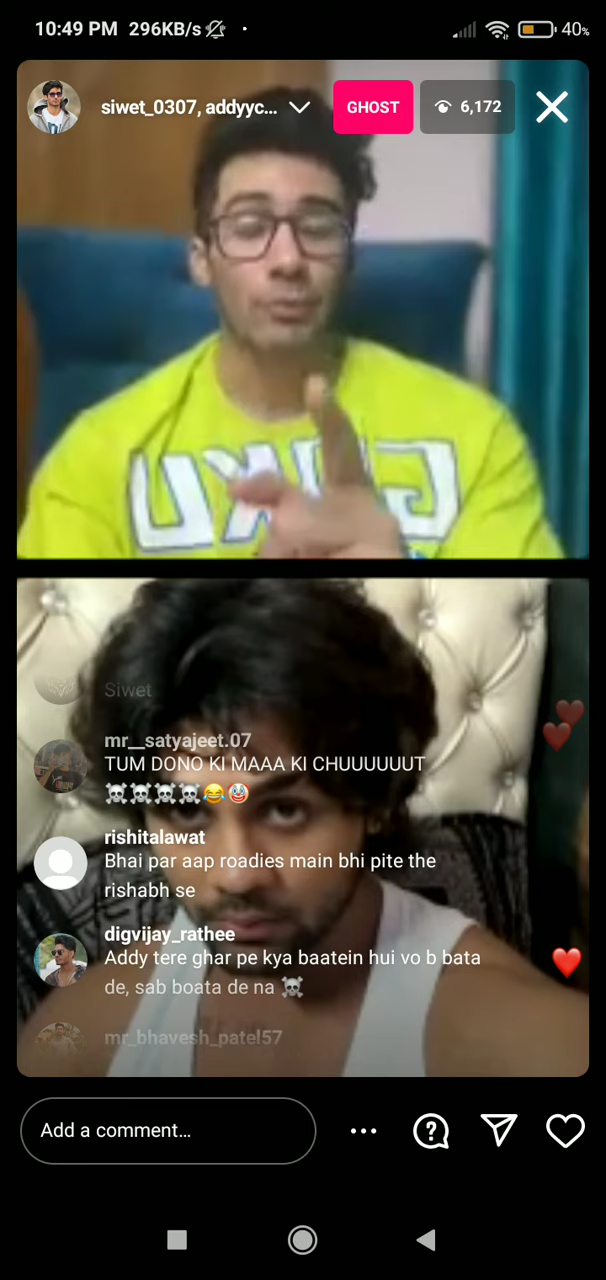 10:49 PM 296KB/s
40%
siwet_0307, addyyc...
GHOST
6,172
GOKU
Siwet
mr__satyajeet.07
TUM DONO KI MAAA KI CHUUUUUUT
☠️☠️☠️☠️😂🤡
rishitalawat
Bhai par aap roadies main bhi pite the
rishabh se
digvijay_rathee
Addy tere ghar pe kya baatein hui vo b bata
de, sab boata de na ☠️
mr_bhavesh_patel57
Add a comment...